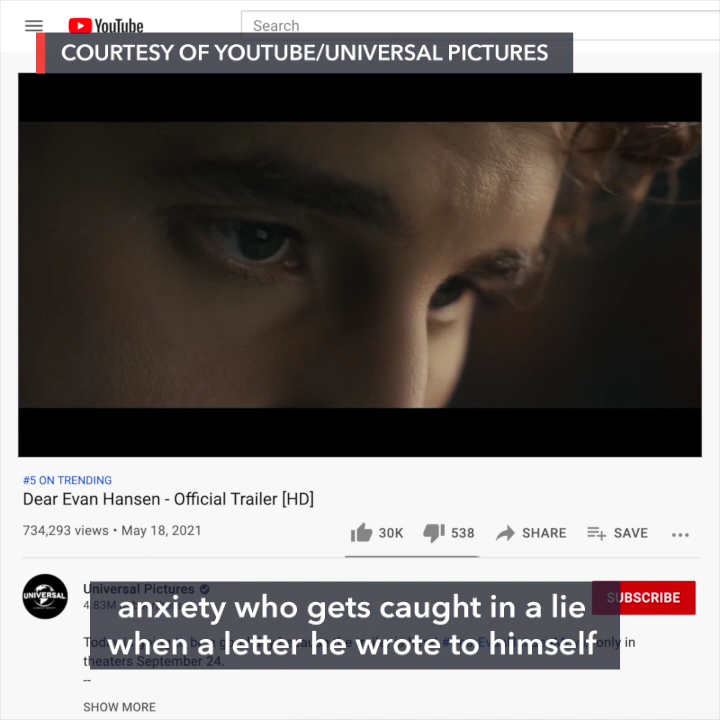 YouTube
Search
COURTESY OF YOUTUBE/UNIVERSAL PICTURES
#5 ON TRENDING
Dear Evan Hansen - Official Trailer [HD]
734,293 views • May 18, 2021
30K
538
SHARE
SAVE
UNIVERSAL
Universal Pictures
SUBSCRIBE
anxiety who gets caught in a lie
when a letter he wrote to himself
only in
theaters September 24.
--
SHOW MORE